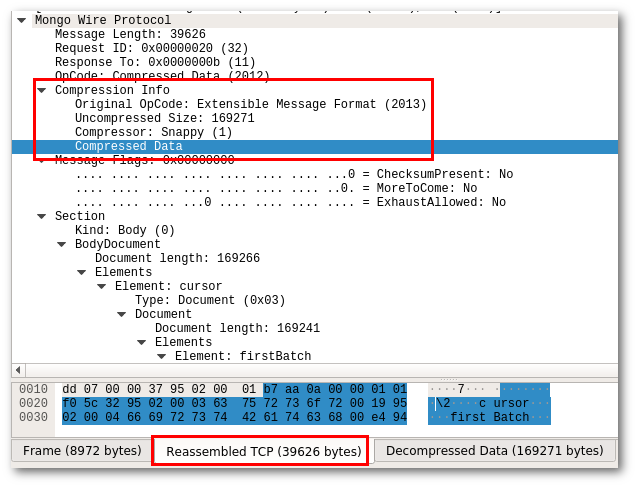 Mongo Wire Protocol
Message Length: 39626
Request ID: 0x00000020 (32)
Response To: 0x0000000b (11)
OpCode: Compressed Data (2012)
Compression Info
Original OpCode: Extensible Message Format (2013)
Uncompressed Size: 169271
Compressor: Snappy (1)
Compressed Data
Message Flags: 0x00000000
.... .... .... .... .... .... .... ...0 = ChecksumPresent: No
.... .... .... .... .... .... .... ..0. = MoreToCome: No
.... .... .... ...0 .... .... .... .... = ExhaustAllowed: No
Section
Kind: Body (0)
BodyDocument
Document length: 169266
Elements
Element: cursor
Type: Document (0x03)
Document
Document length: 169241
Elements
Element: firstBatch
0010 dd 07 00 00 37 95 02 00 01 b7 aa 0a 00 00 01 01 ····7··· ········
0020 f0 5c 32 95 02 00 03 63 75 72 73 6f 72 00 19 95 ·\2····c ursor···
0030 02 00 04 66 69 72 73 74 42 61 74 63 68 00 e4 94 ···first Batch···
Frame (8972 bytes) Reassembled TCP (39626 bytes) Decompressed Data (169271 bytes)